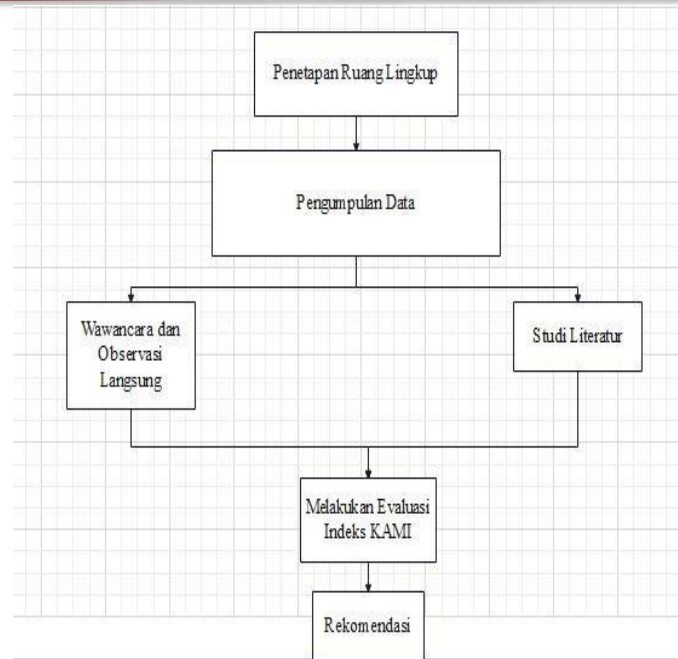 Penetapan Ruang Lingkup
Pengumpulan Data
Wawancara dan
Observasi
Langsung
Studi Literatur
Melakukan Evaluasi
Indeks KAMI
Rekomendasi